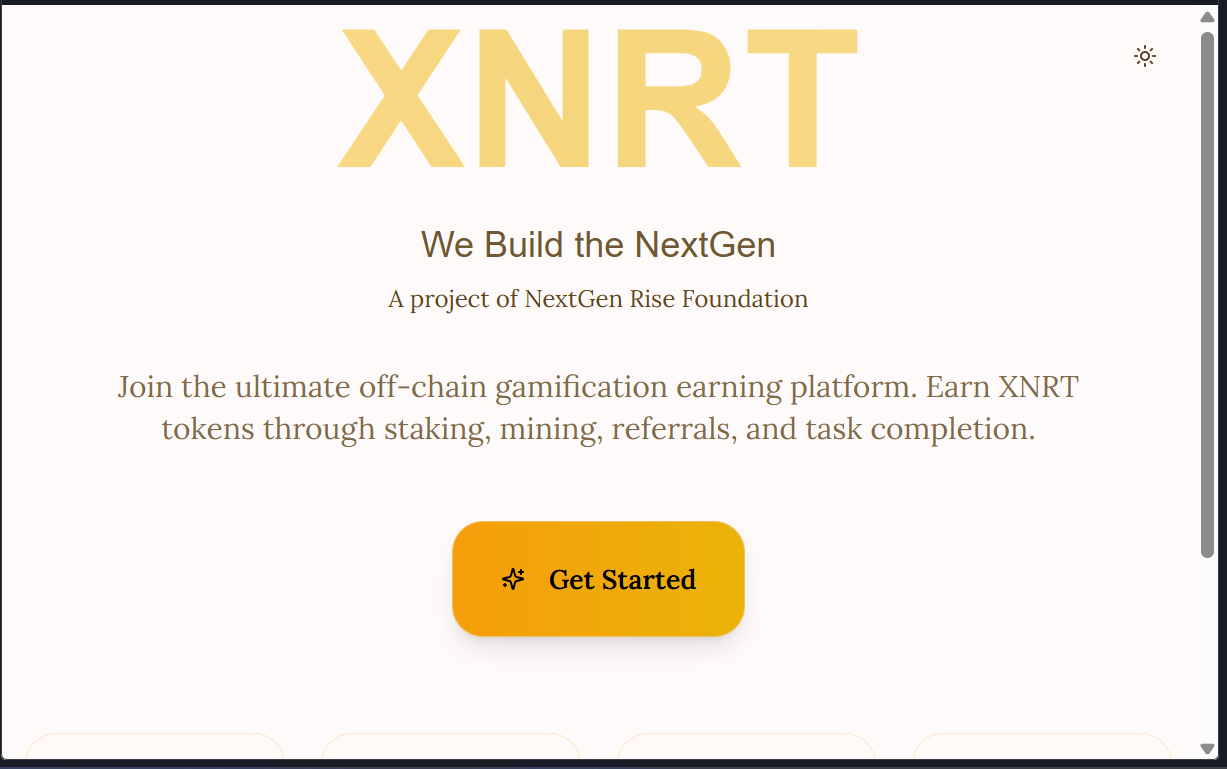 XNRT
We Build the NextGen
A project of NextGen Rise Foundation
Join the ultimate off-chain gamification earning platform. Earn XNRT
tokens through staking, mining, referrals, and task completion.
Get Started